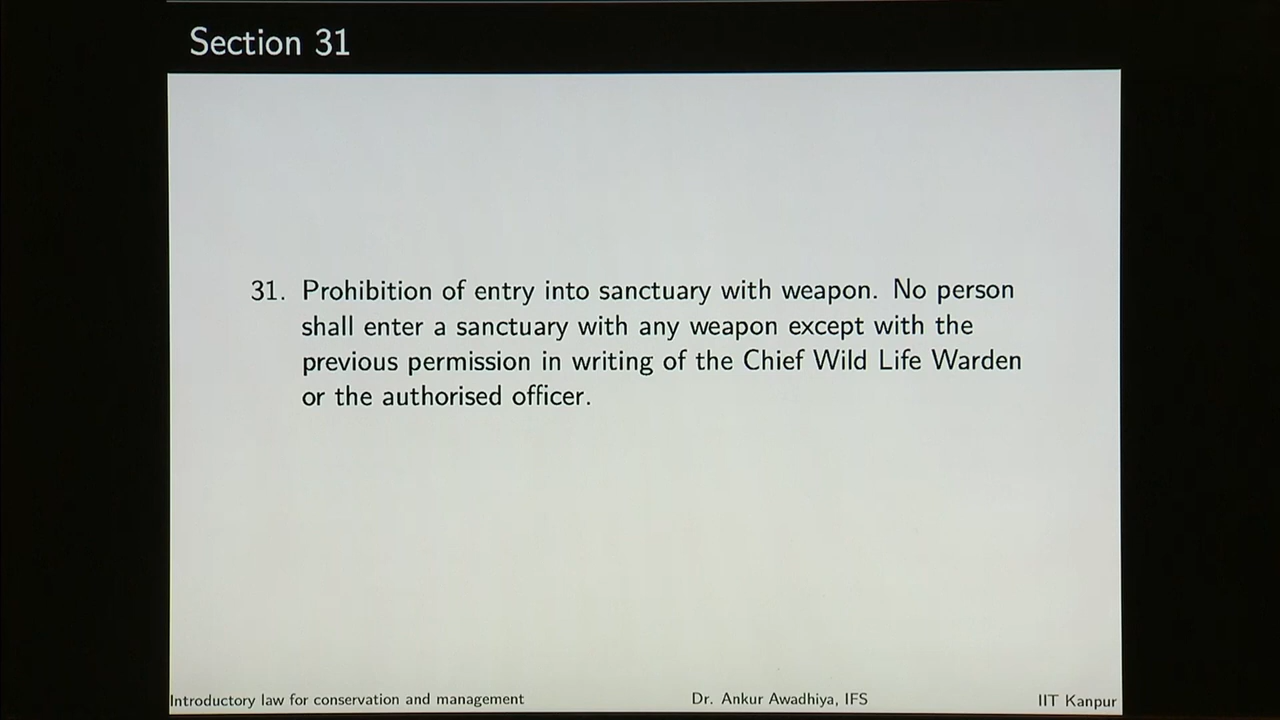 Section 31
31. Prohibition of entry into sanctuary with weapon. No person
shall enter a sanctuary with any weapon except with the
previous permission in writing of the Chief Wild Life Warden
or the authorised officer.
Introductory law for conservation and management Dr. Ankur Awadhiya, IFS IIT Kanpur